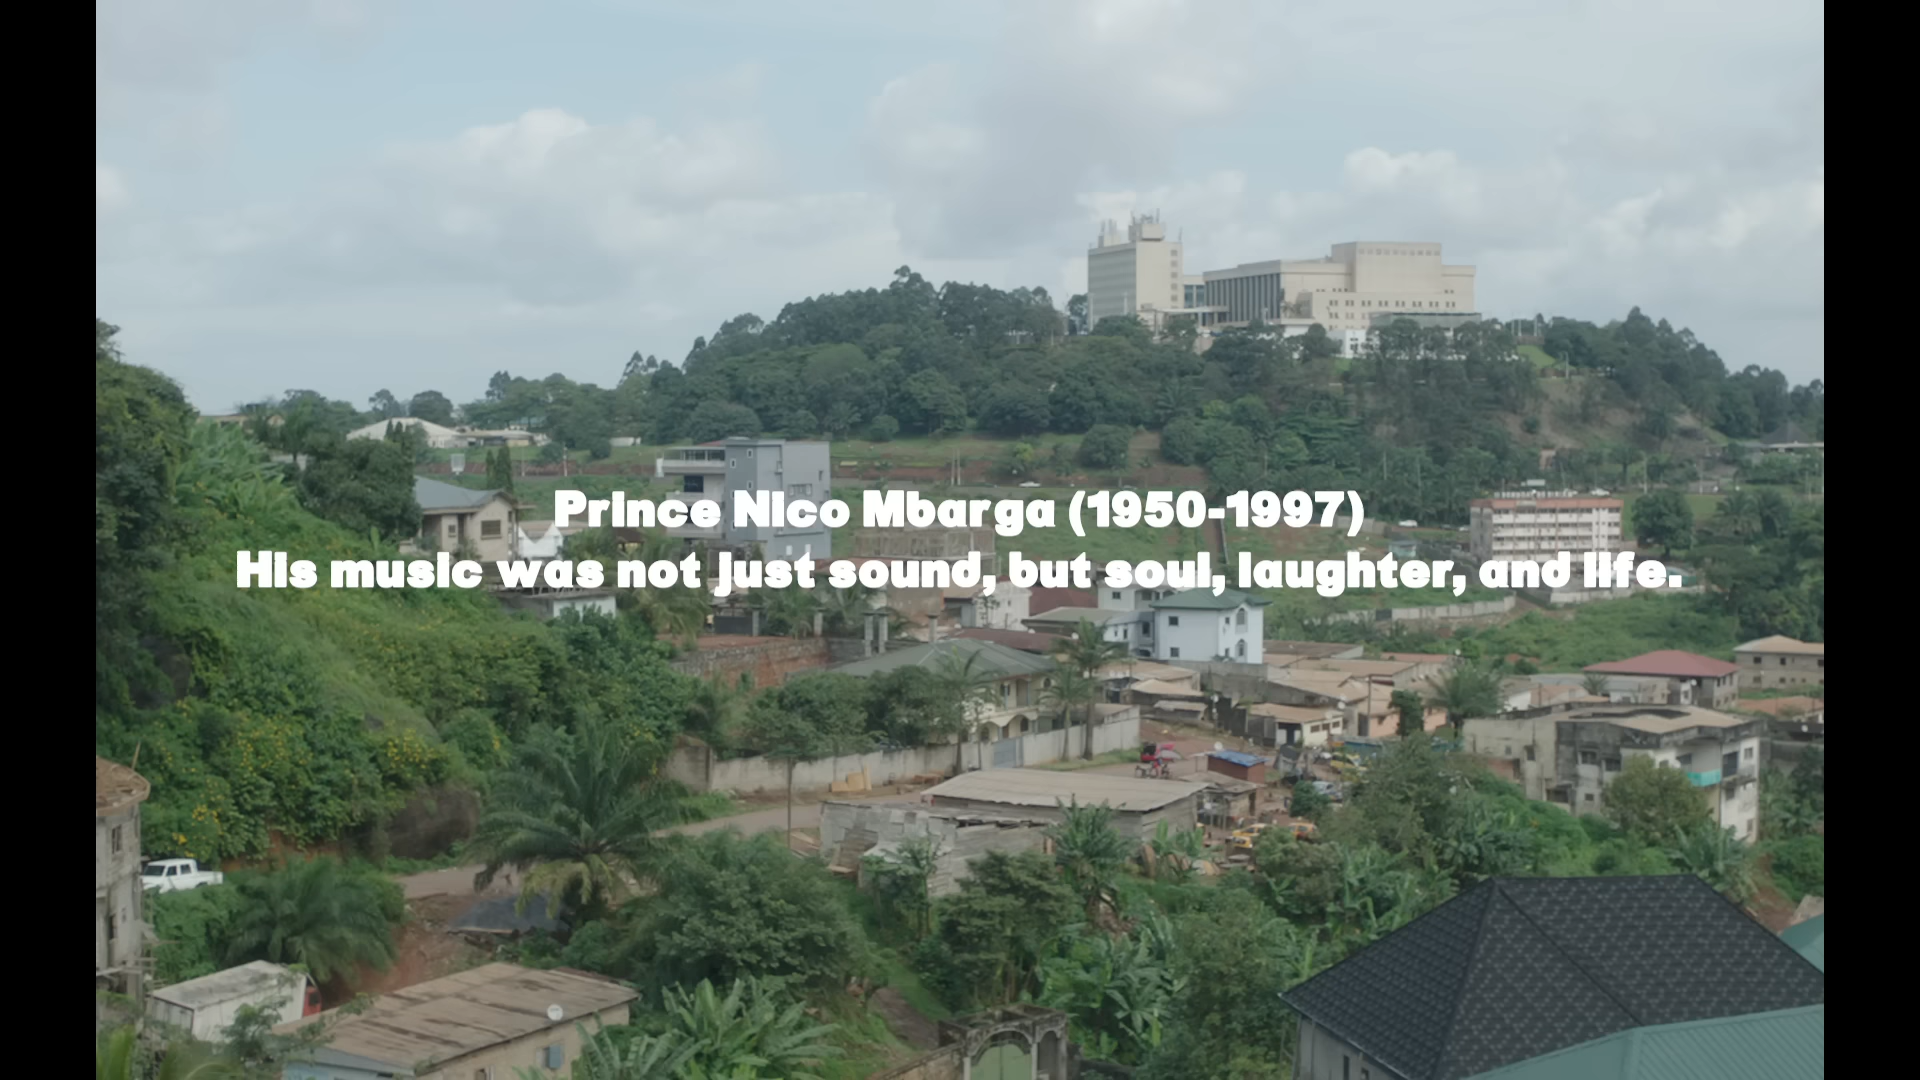 Prince Nico Mbarga (1950-1997)
His music was not just sound, but soul, laughter, and life.